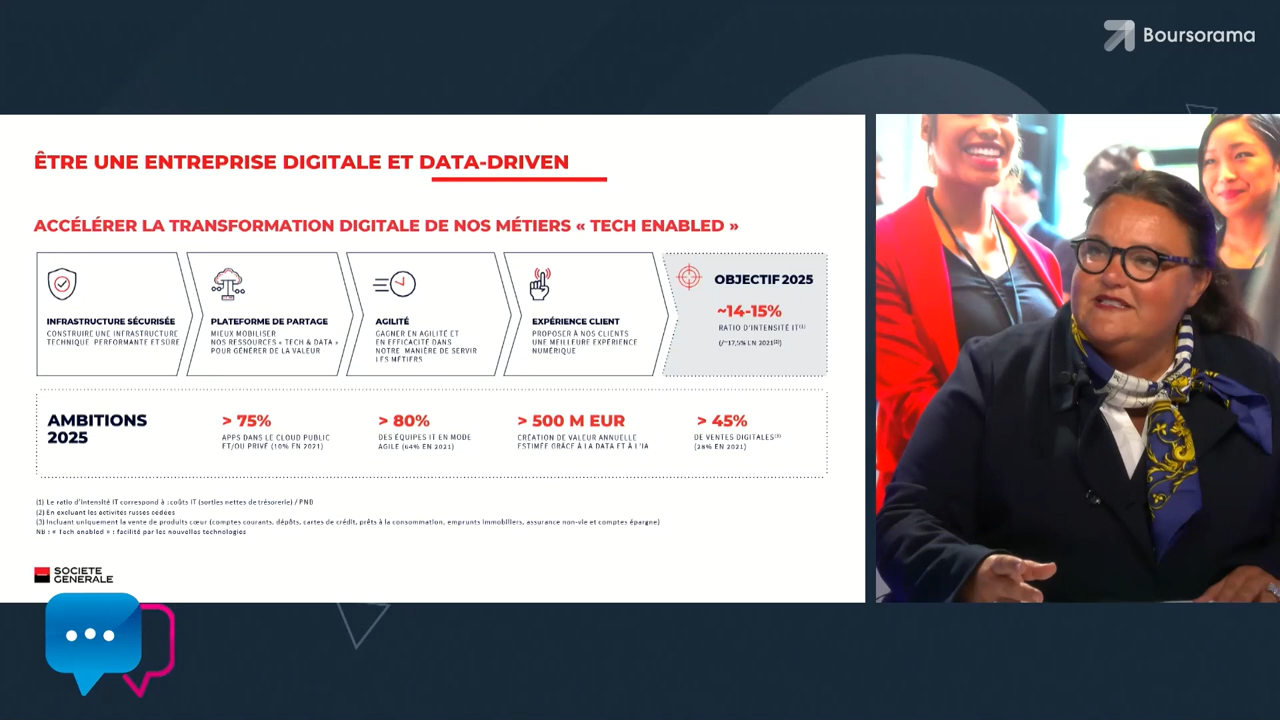 Boursorama
ÊTRE UNE ENTREPRISE DIGITALE ET DATA-DRIVEN
ACCÉLÉRER LA TRANSFORMATION DIGITALE DE NOS MÉTIERS « TECH ENABLED »
INFRASTRUCTURE SÉCURISÉE
CONSTRUIRE UNE INFRASTRUCTURE
TECHNIQUE PERFORMANTE ET SÛRE
PLATEFORME DE PARTAGE
MIEUX MOBILISER
NOS RESSOURCES « TECH & DATA »
POUR GÉNÉRER DE LA VALEUR
AGILITÉ
GAGNER EN AGILITÉ ET
EN EFFICACITÉ DANS
NOTRE MANIÈRE DE SERVIR
LES MÉTIERS
EXPÉRIENCE CLIENT
PROPOSER À NOS CLIENTS
UNE MEILLEURE EXPÉRIENCE
NUMÉRIQUE
OBJECTIF 2025
~14-15%
RATIO D'INTENSITÉ IT(1)
(/~17,5% EN 2021(2))
AMBITIONS
2025
> 75%
APPS DANS LE CLOUD PUBLIC
ET/OU PRIVÉ (10% EN 2021)
> 80%
DES ÉQUIPES IT EN MODE
AGILE (64% EN 2021)
> 500 M EUR
CRÉATION DE VALEUR ANNUELLE
ESTIMÉE GRÂCE À LA DATA ET À L'IA
> 45%
DE VENTES DIGITALES(3)
(28% EN 2021)
(1) Le ratio d'intensité IT correspond à :coûts IT (sorties nettes de trésorerie) / PNB
(2) En excluant les activités russes cédées
(3) Incluant uniquement la vente de produits cœur (comptes courants, dépôts, cartes de crédit, prêts à la consommation, emprunts immobiliers, assurance non-vie et comptes épargne)
NB : « Tech enabled » : facilité par les nouvelles technologies
SOCIETE
GENERALE